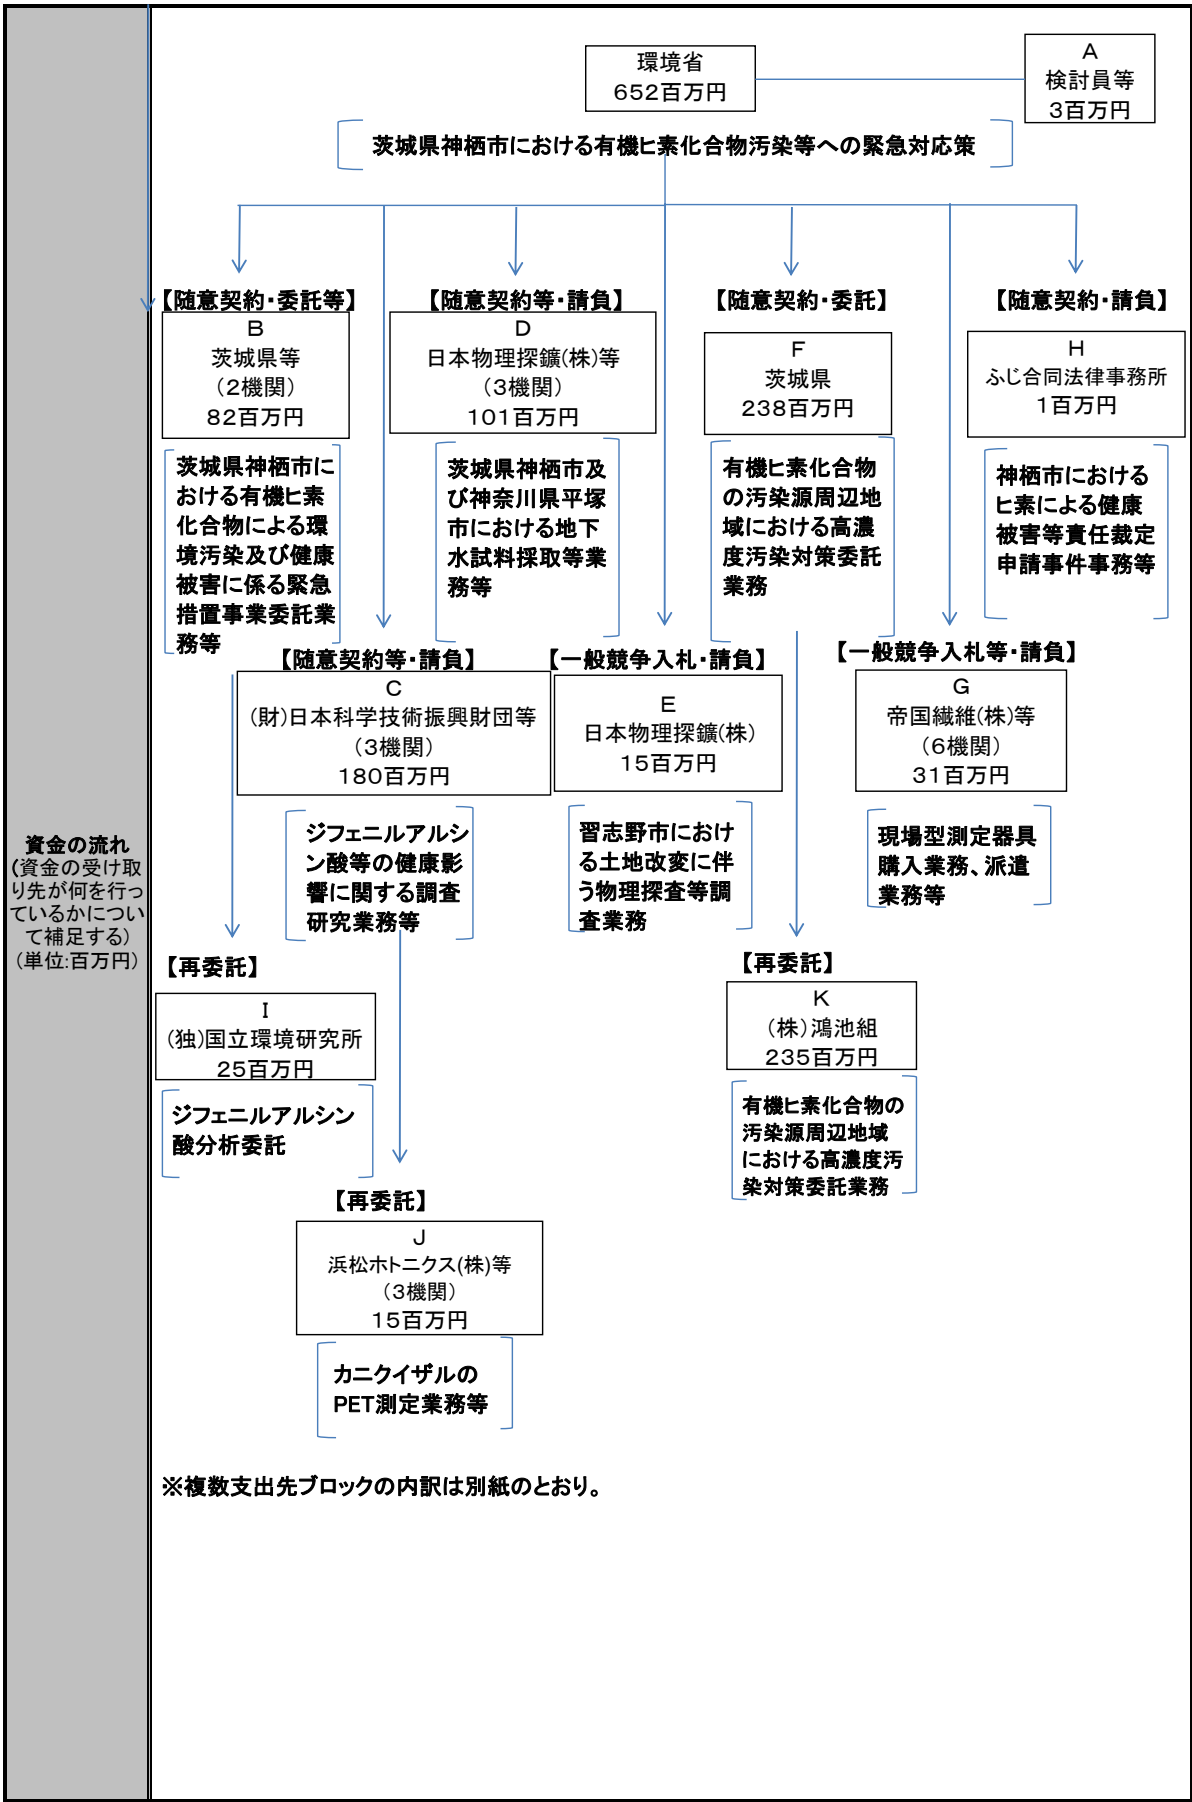 資金の流れ
(資金の受け取
り先が何を行っ
ているかについ
て補足する)
(単位:百万円)
環境省
652百万円
A
検討員等
3百万円
茨城県神栖市における有機ヒ素化合物汚染等への緊急対応策
【随意契約・委託等】
B
茨城県等
(2機関)
82百万円
茨城県神栖市に
おける有機ヒ素
化合物による環
境汚染及び健康
被害に係る緊急
措置事業委託業
務等
【随意契約等・請負】
D
日本物理探鑛(株)等
(3機関)
101百万円
茨城県神栖市及
び神奈川県平塚
市における地下
水試料採取等業
務等
【随意契約・委託】
F
茨城県
238百万円
有機ヒ素化合物
の汚染源周辺地
域における高濃
度汚染対策委託
業務
【随意契約・請負】
H
ふじ合同法律事務所
1百万円
神栖市における
ヒ素による健康
被害等責任裁定
申請事件事務等
【随意契約等・請負】
C
(財)日本科学技術振興財団等
(3機関)
180百万円
ジフェニルアルシ
ン酸等の健康影
響に関する調査
研究業務等
【一般競争入札・請負】
E
日本物理探鑛(株)
15百万円
習志野市におけ
る土地改変に伴
う物理探査等調
査業務
【一般競争入札等・請負】
G
帝国繊維(株)等
(6機関)
31百万円
現場型測定器具
購入業務、派遣
業務等
【再委託】
I
(独)国立環境研究所
25百万円
ジフェニルアルシン
酸分析委託
【再委託】
K
(株)鴻池組
235百万円
有機ヒ素化合物の
汚染源周辺地域
における高濃度汚
染対策委託業務
【再委託】
J
浜松ホトニクス(株)等
(3機関)
15百万円
カニクイザルの
PET測定業務等
※複数支出先ブロックの内訳は別紙のとおり。